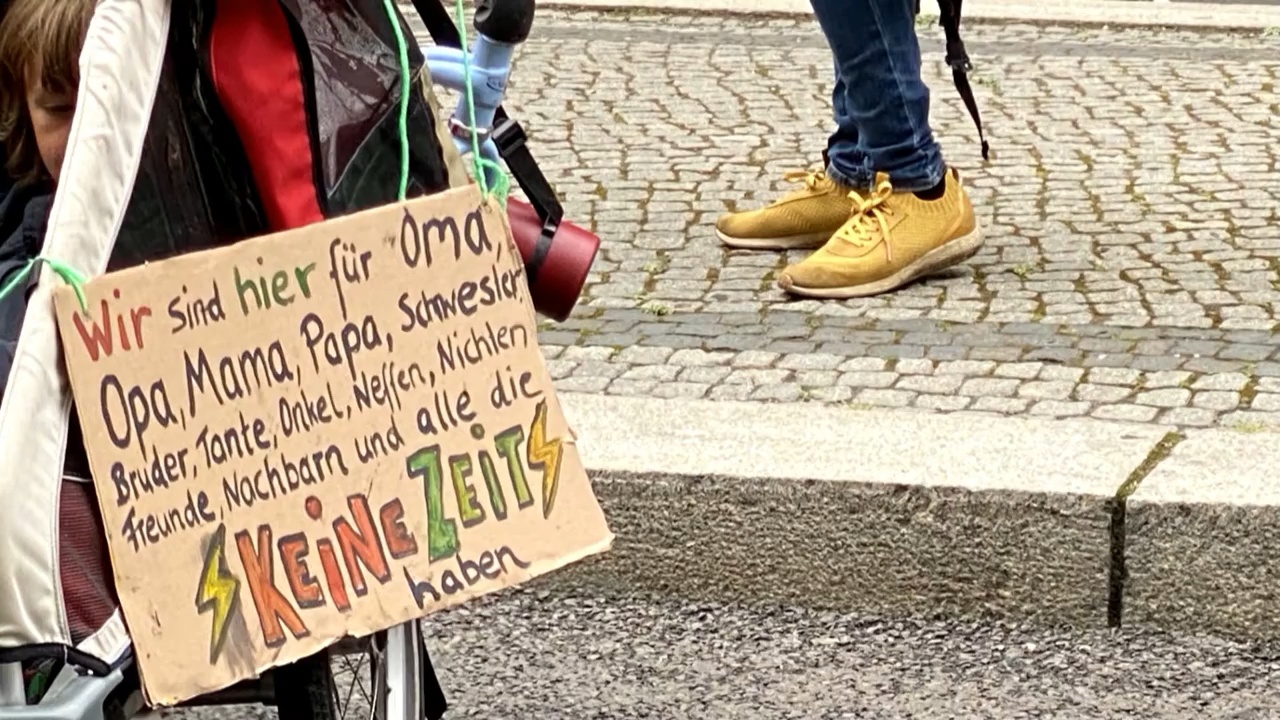 Wir sind hier für Oma,
Opa, Mama, Papa, Schwester,
Bruder, Tante, Onkel, Neffen, Nichten
Freunde, Nachbarn und alle die
KEiNE ZEiT
haben